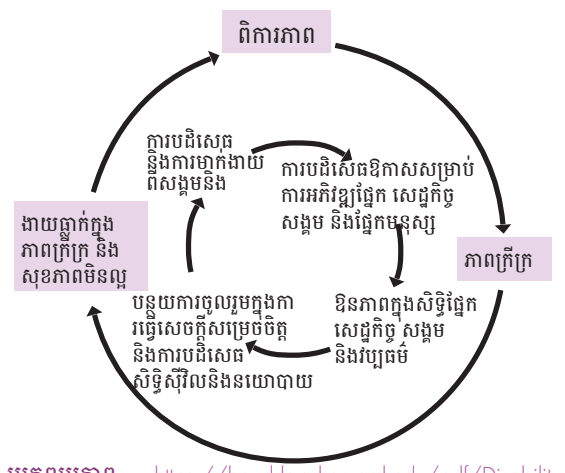 ពិការភាព
ការបដិសេធ
និងការមាក់ងាយ
ពីសង្គមនិង
ការបដិសេធឱកាសសម្រាប់
ការអភិវឌ្ឍផ្នែក សេដ្ឋកិច្ច
សង្គម និងផ្នែកមនុស្ស
ងាយធ្លាក់ក្នុង
ភាពក្រីក្រ និង
សុខភាពមិនល្អ
ភាពក្រីក្រ
បន្ថយការចូលរួមក្នុងកា
រធ្វើសេចក្តីសម្រេចចិត្ត
និងការបដិសេធ
សិទ្ធិស៊ីវិលនិងនយោបាយ
ឱនភាពក្នុងសិទ្ធិផ្នែក
សេដ្ឋកិច្ច សង្គម
និងវប្បធម៌